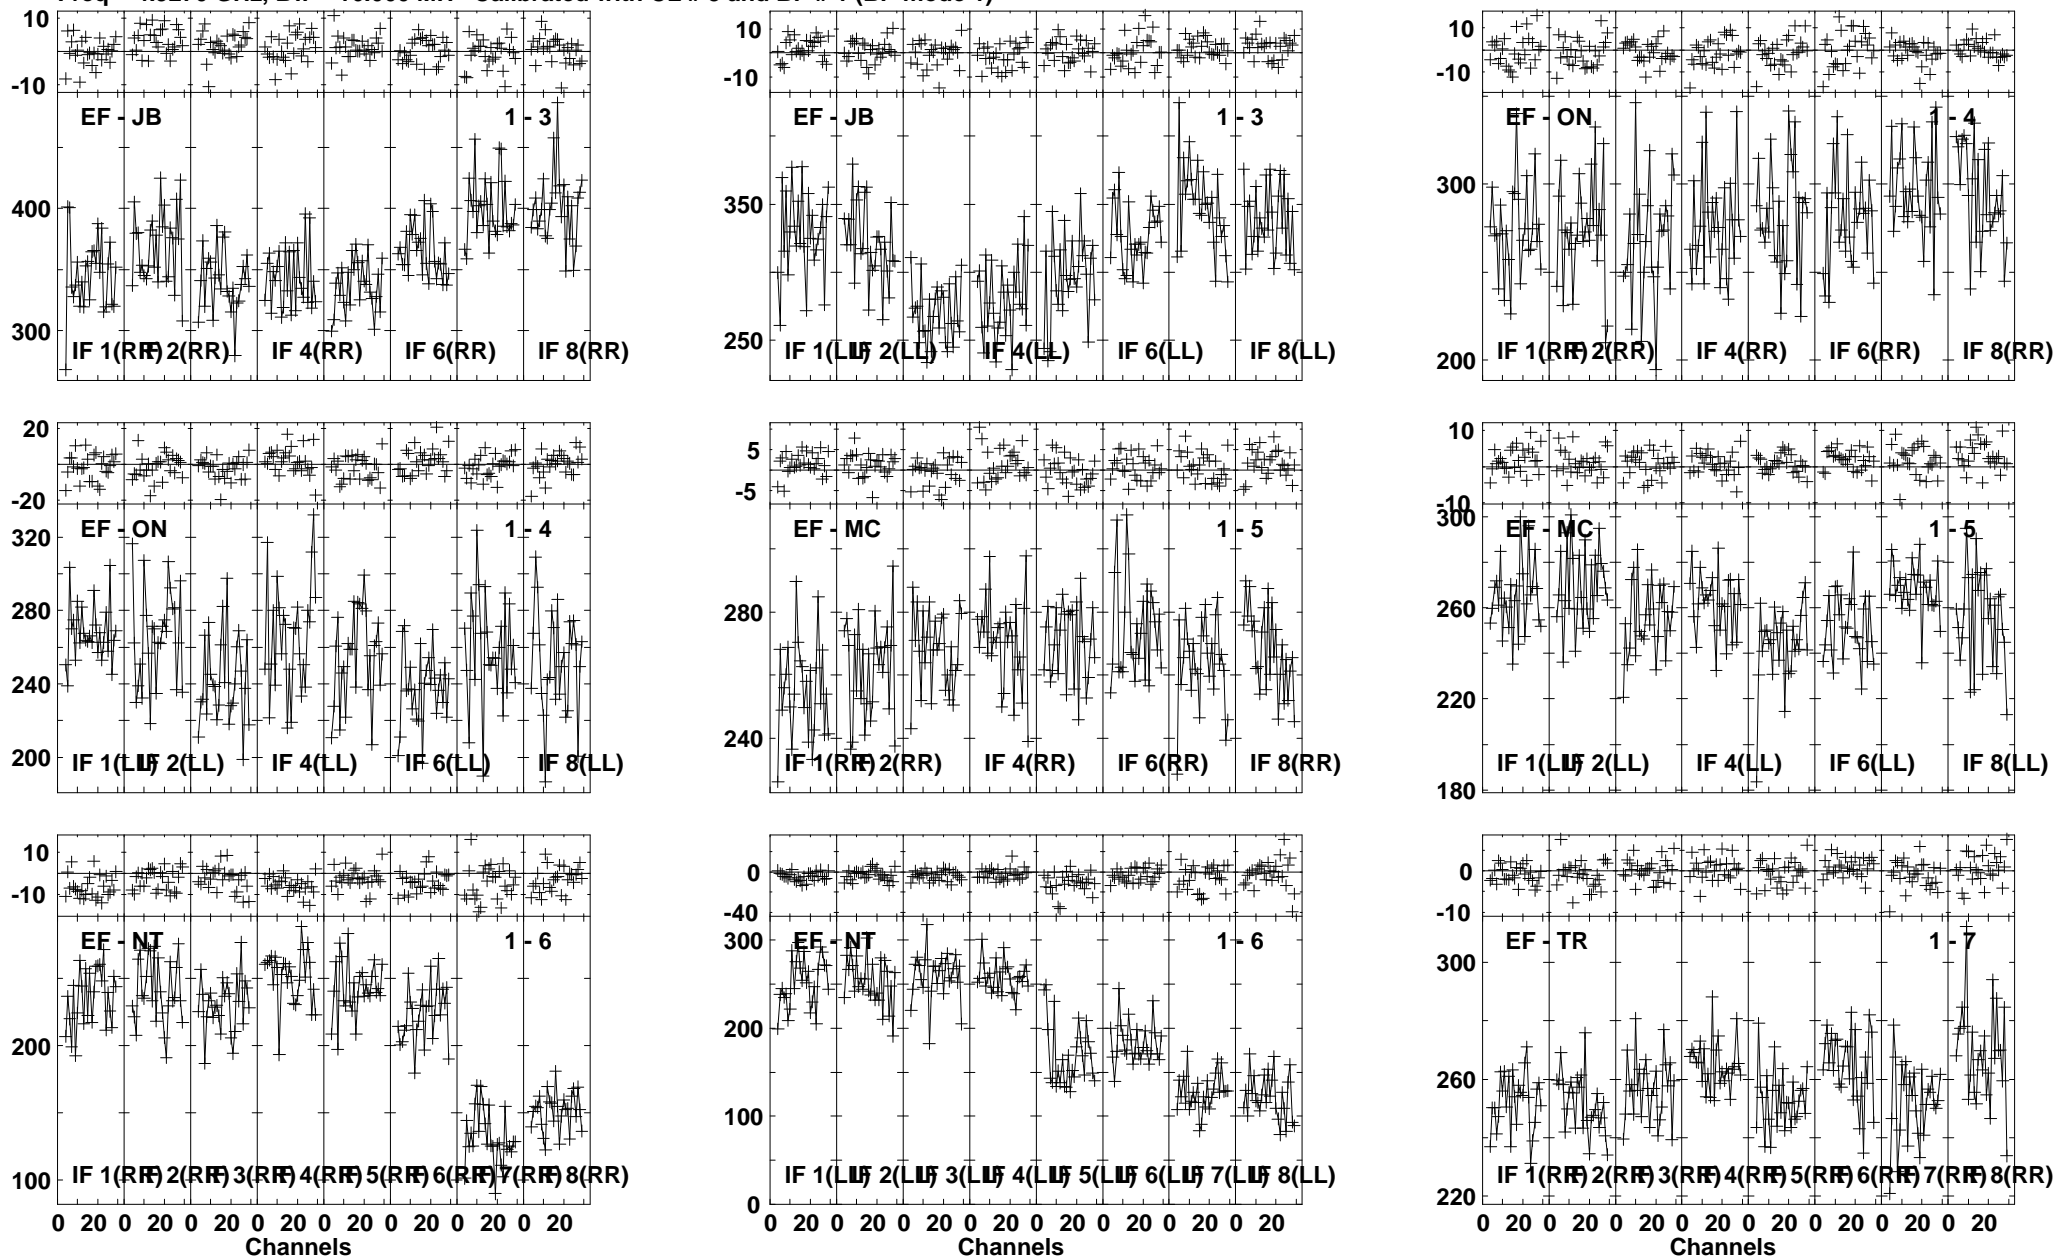 10
-10
EF - JB 1 - 3
400
300
IF 1(RR) IF 2(RR) IF 4(RR) IF 6(RR) IF 8(RR)
10
-10
EF - JB 1 - 3
350
250
IF 1(LL) IF 2(LL) IF 4(LL) IF 6(LL) IF 8(LL)
10
-10
EF - ON 1 - 4
300
200
IF 1(RR) IF 2(RR) IF 4(RR) IF 6(RR) IF 8(RR)
20
-20
EF - ON 1 - 4
320
280
240
200
IF 1(LL) IF 2(LL) IF 4(LL) IF 6(LL) IF 8(LL)
5
-5
EF - MC 1 - 5
280
240
IF 1(RR) IF 2(RR) IF 4(RR) IF 6(RR) IF 8(RR)
10
-10
300
EF - MC 1 - 5
260
220
180
IF 1(LL) IF 2(LL) IF 4(LL) IF 6(LL) IF 8(LL)
10
-10
EF - NT 1 - 6
200
100
IF 1(RR) IF 2(RR) IF 3(RR) IF 4(RR) IF 5(RR) IF 6(RR) IF 7(RR) IF 8(RR)
0 20 0 20 0 20 0 20 0 20 0 20 0 20 0 20
Channels
0
-40
EF - NT 1 - 6
300
200
100
0
IF 1(LL) IF 2(LL) IF 3(LL) IF 4(LL) IF 5(LL) IF 6(LL) IF 7(LL) IF 8(LL)
0 20 0 20 0 20 0 20 0 20 0 20 0 20 0 20
Channels
0
-10
EF - TR 1 - 7
300
260
220
IF 1(RR) IF 2(RR) IF 3(RR) IF 4(RR) IF 5(RR) IF 6(RR) IF 7(RR) IF 8(RR)
0 20 0 20 0 20 0 20 0 20 0 20 0 20 0 20
Channels